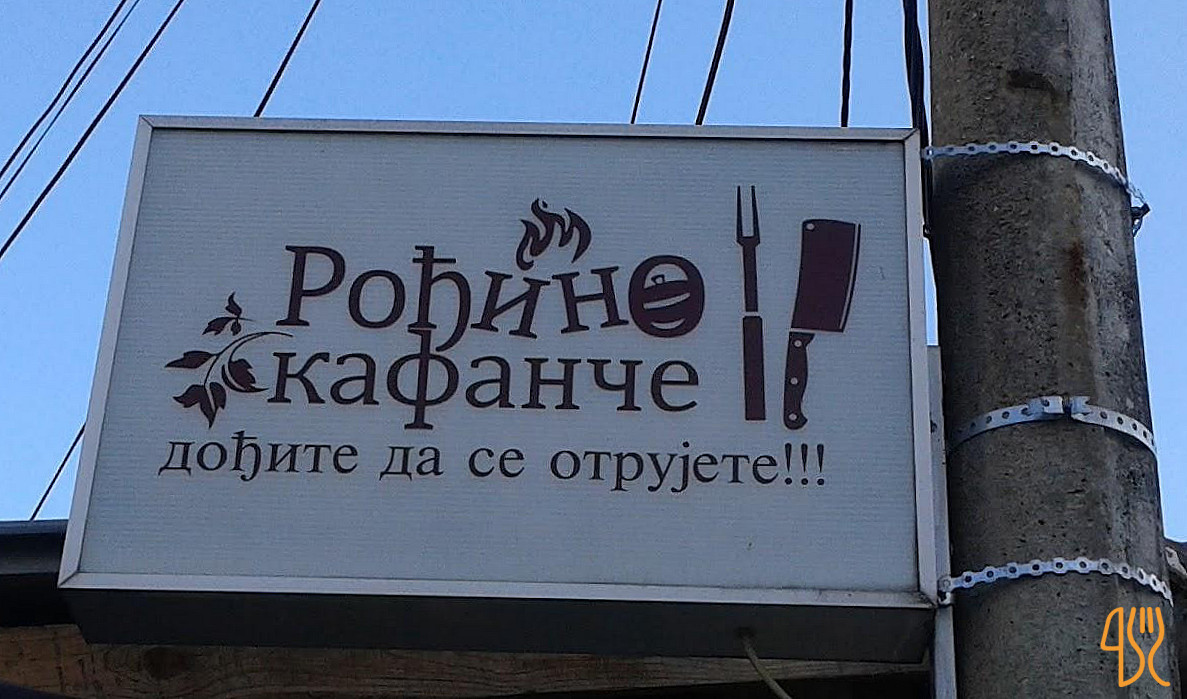 Рођино
кафанче
дођите да се отрујете!!!